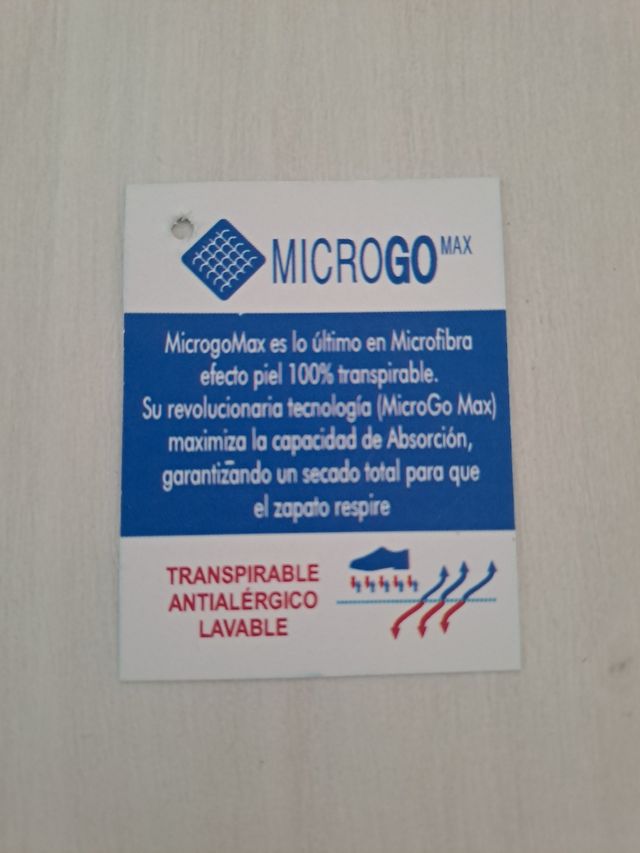 MICROGO MAX
MicrogoMax es lo último en Microfibra
efecto piel 100% transpirable.
Su revolucionaria tecnología (MicroGo Max)
maximiza la capacidad de Absorción,
garantizando un secado total para que
el zapato respire
TRANSPIRABLE
ANTIALÉRGICO
LAVABLE